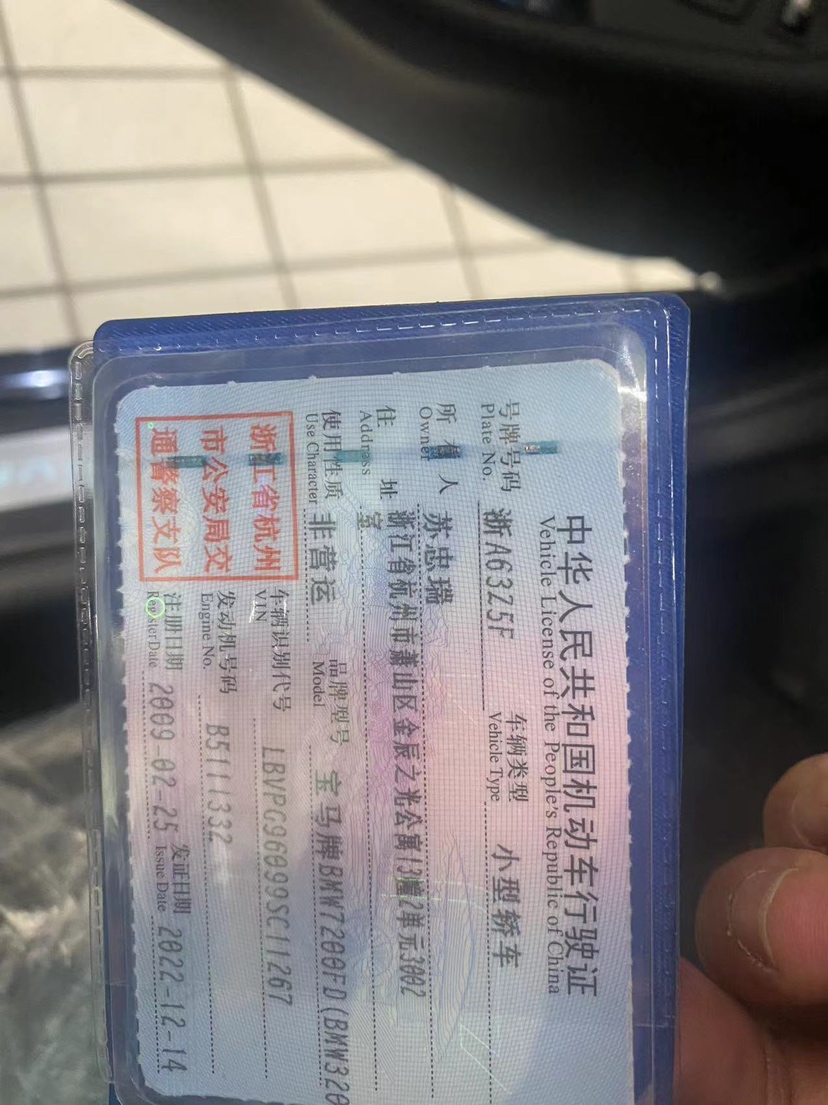 中华人民共和国机动车行驶证
Vehicle License of the People's Republic of China
号牌号码 浙A63Z5F 车辆类型 小型轿车
Plate No. Vehicle Type
所有人 苏忠瑞
Owner
住址 浙江省杭州市萧山区金辰之光公寓13幢2单元3002
Address 室
使用性质 非营运 品牌型号 宝马牌BMW7200FD(BMW320
Use Character Model
浙江省杭州
市公安局交
通警察支队
车辆识别代号 LBVPG96099SC11267
VIN
发动机号码 B5111332
Engine No.
注册日期 2009-02-25 发证日期 2022-12-14
Register Date Issue Date